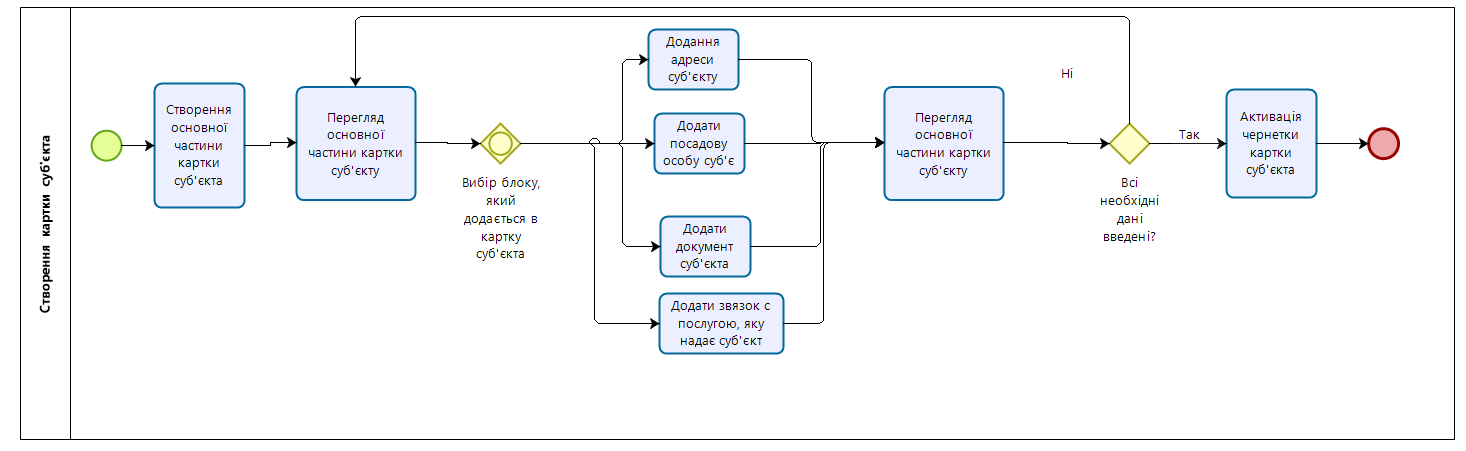 Створення картки суб'єкта
Створення
основної
частини
картки
суб'єкта
Перегляд
основної
частини картки
суб'єкту
Вибір блоку,
який
додається в
картку
суб'єкта
Додання
адреси
суб'єкту
Додати
посадову
особу суб'є
Додати
документ
суб'єкта
Додати звязок с
послугою, яку
надає суб'єкт
Перегляд
основної
частини картки
суб'єкту
Ні
Всі
необхідні
дані
введені?
Так
Активація
чернетки
картки
суб'єкта